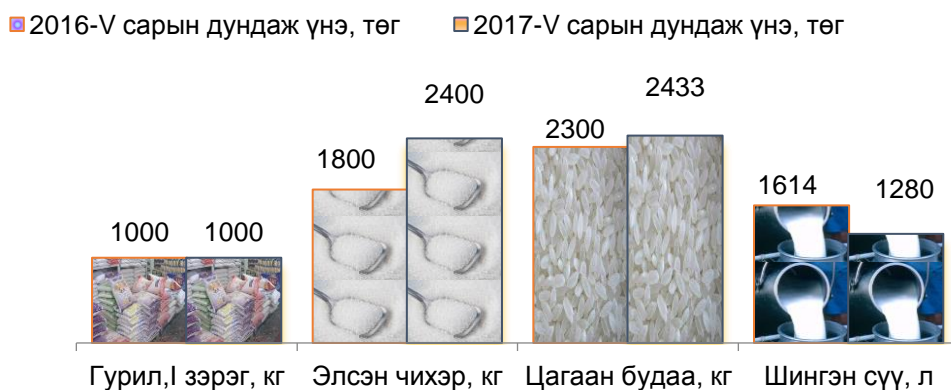 2016-V сарын дундаж үнэ, төг 2017-V сарын дундаж үнэ, төг
1000 1000 1800 2400 2300 2433 1614 1280
Гурил,I зэрэг, кг Элсэн чихэр, кг Цагаан будаа, кг Шингэн сүү, л